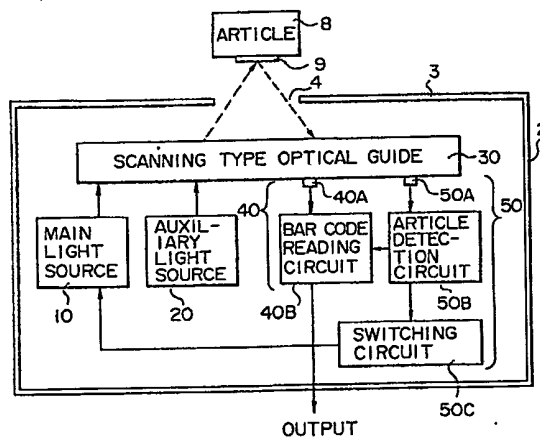 8
ARTICLE
9
4
3
2
SCANNING TYPE OPTICAL GUIDE
30
40
40A
50A
50
MAIN
LIGHT
SOURCE
AUXIL-
IARY LIGHT
SOURCE
BAR CODE
READING
CIRCUIT
ARTICLE
DETEC-
TION
CIRCUIT
10
20
40B
50B
SWITCHING
CIRCUIT
50C
OUTPUT